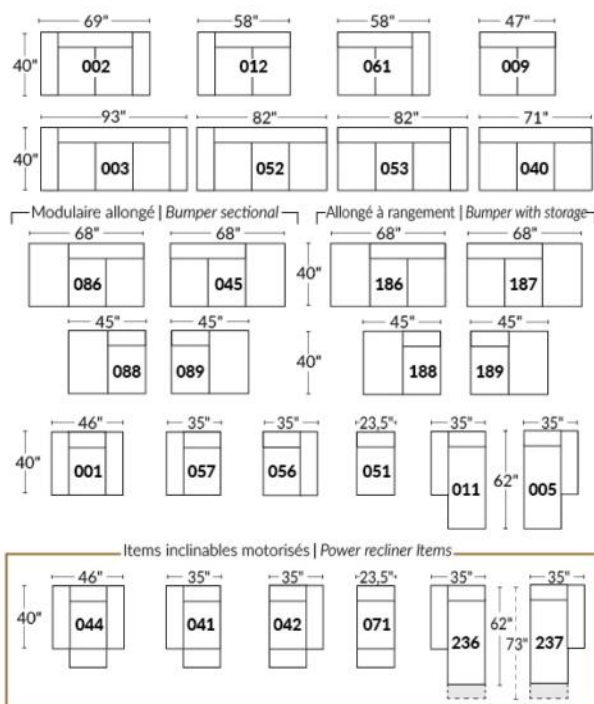 69" 58" 58" 47"
40" 002 012 061 009
93" 82" 82" 71"
40" 003 052 053 040
Modulaire allongé | Bumper sectional Allongé à rangement | Bumper with storage
68" 68" 68" 68"
086 045 40" 186 187
45" 45" 45" 45"
088 089 40" 188 189
46" 35" 35" 23,5" 35" 35"
40" 001 057 056 051 011 62" 005
Items inclinables motorisés | Power recliner Items
46" 35" 35" 23,5" 35" 35"
40" 044 041 042 071 236 62" 73" 237